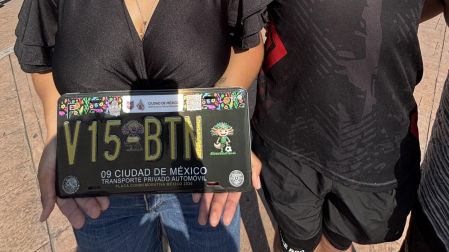 CIUDAD DE MÉXICO
V15 BTN
09 CIUDAD DE MÉXICO
TRANSPORTE PRIVADO AUTOMÓVIL
PLACA CONMEMORATIVA MÉXICO 2026